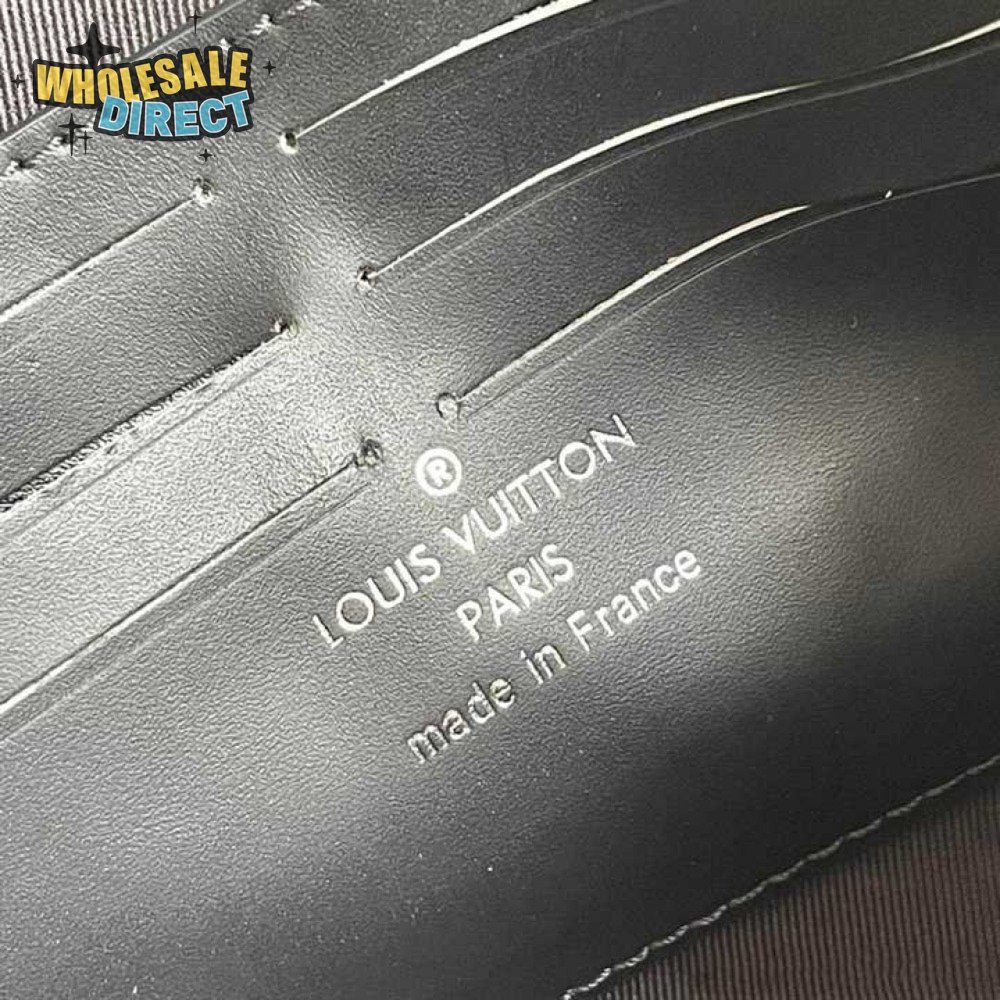 WHOLESALE
DIRECT
®
LOUIS VUITTON
PARIS
made in France